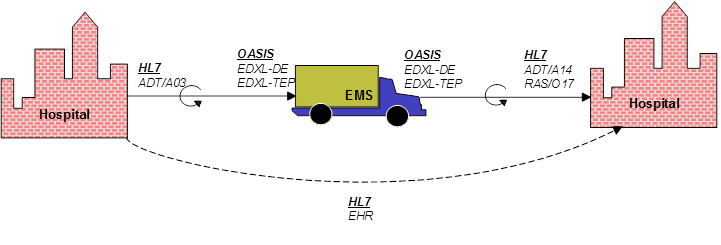 HL7
ADT/A03
OASIS
EDXL-DE
EDXL-TEP
EMS
OASIS
EDXL-DE
EDXL-TEP
HL7
ADT/A14
RAS/O17
Hospital
Hospital
HL7
EHR